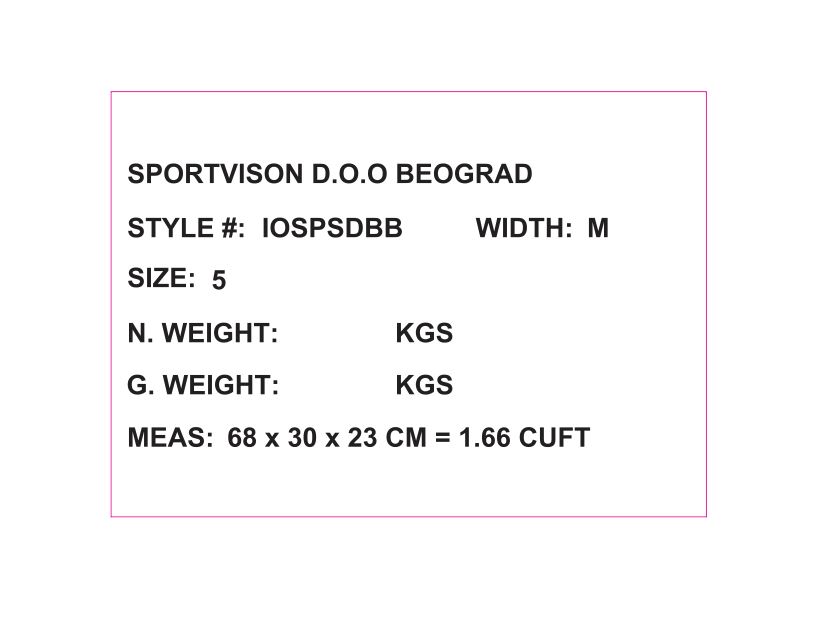 SPORTVISON D.O.O BEOGRAD
STYLE #: IOSPSDBB WIDTH: M
SIZE: 5
N. WEIGHT: KGS
G. WEIGHT: KGS
MEAS: 68 x 30 x 23 CM = 1.66 CUFT